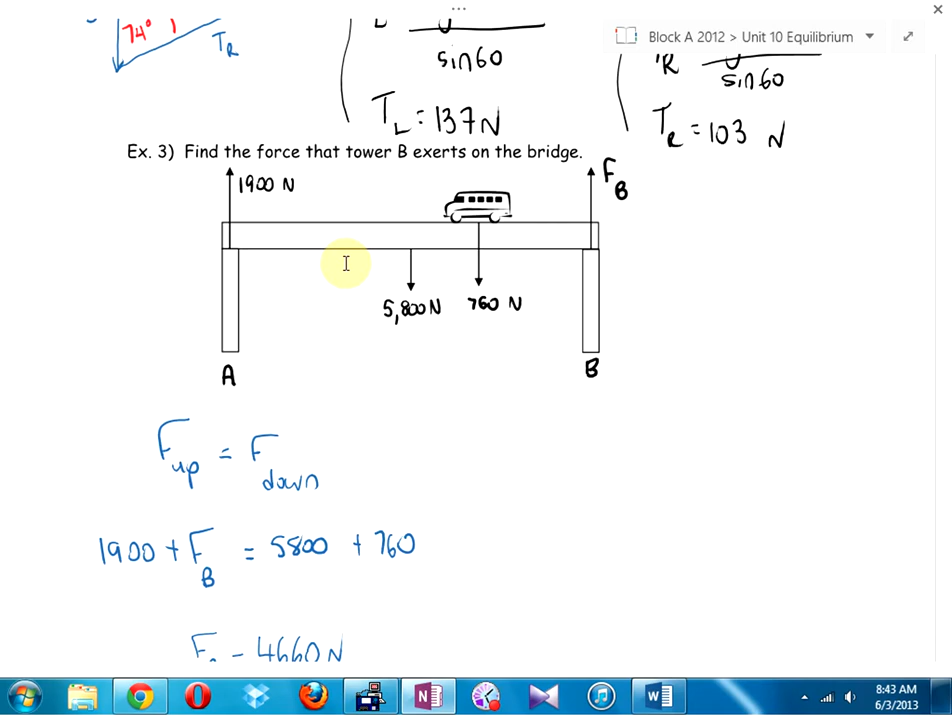 ...
74°
T_R
sin60
T_L = 137 N
Block A 2012 > Unit 10 Equilibrium
sin60
T_R = 103 N
Ex. 3) Find the force that tower B exerts on the bridge.
1900 N
F_B
5,800 N
760 N
A
B
F_up = F_down
1900 + F_B = 5800 + 760
4660 N
N
W
8:43 AM
6/3/2013